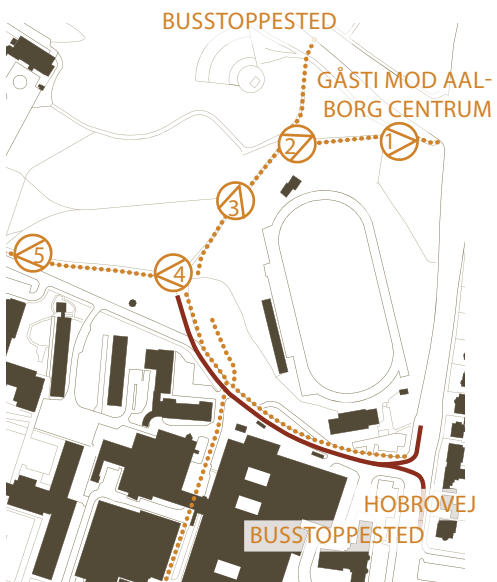 BUSSTOPPESTED
GÅSTI MOD AAL-
BORG CENTRUM
1
2
3
4
5
HOBROVEJ
BUSSTOPPESTED